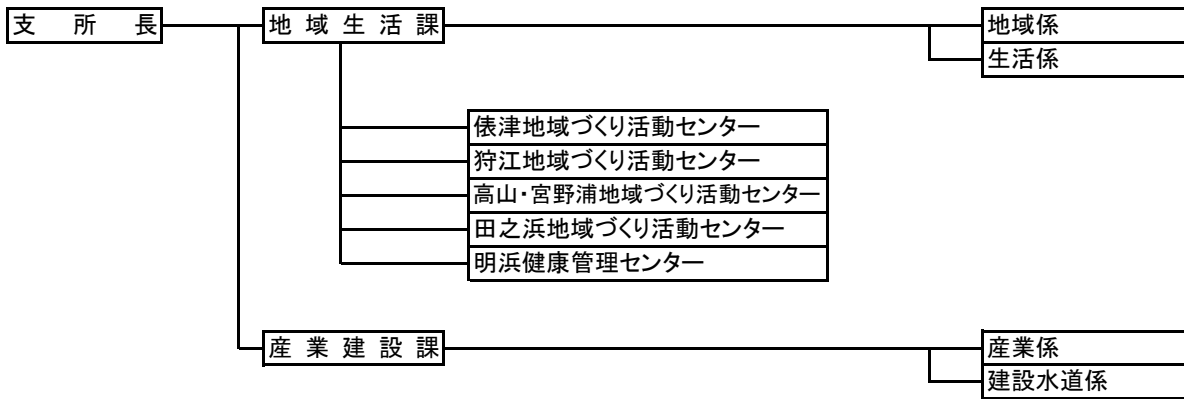 支所長
地域生活課
地域係
生活係
俵津地域づくり活動センター
狩江地域づくり活動センター
高山・宮野浦地域づくり活動センター
田之浜地域づくり活動センター
明浜健康管理センター
産業建設課
産業係
建設水道係